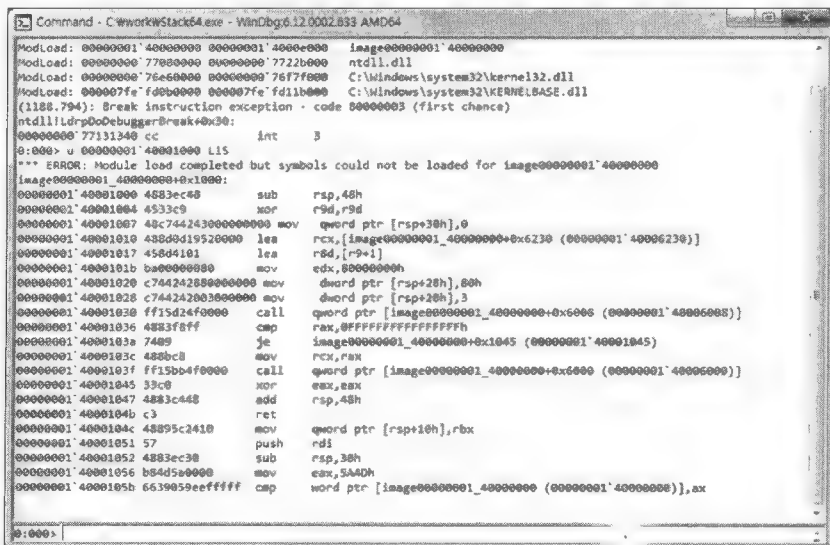 Command - C:￦work￦Stack64.exe - WinDbg:6.12.0002.633 AMD64
ModLoad: 00000001`40000000 00000001`4000e000   image00000001`40000000
ModLoad: 00000000`77080000 00000000`7722b000   ntdll.dll
ModLoad: 00000000`76e60000 00000000`76f7f000   C:\Windows\system32\kernel32.dll
ModLoad: 000007fe`fd0b0000 000007fe`fd11b000   C:\Windows\system32\KERNELBASE.dll
(1188.794): Break instruction exception - code 80000003 (first chance)
ntdll!LdrpDoDebuggerBreak+0x30:
00000000`77131340 cc              int     3
0:000> u 00000001`40001000 L15
*** ERROR: Module load completed but symbols could not be loaded for image00000001`40000000
image00000001_40000000+0x1000:
00000001`40001000 4883ec48        sub     rsp,48h
00000001`40001004 4533c9          xor     r9d,r9d
00000001`40001007 48c744243000000000 mov   qword ptr [rsp+30h],0
00000001`40001010 488d0d19520000  lea     rcx,[image00000001_40000000+0x6230 (00000001`40006230)]
00000001`40001017 458d4101        lea     r8d,[r9+1]
00000001`4000101b ba00000080      mov     edx,80000000h
00000001`40001020 c744242880000000 mov     dword ptr [rsp+28h],80h
00000001`40001028 c744242003000000 mov     dword ptr [rsp+20h],3
00000001`40001030 ff15d24f0000    call    qword ptr [image00000001_40000000+0x6008 (00000001`40006008)]
00000001`40001036 4883f8ff        cmp     rax,0FFFFFFFFFFFFFFFFh
00000001`4000103a 7409            je      image00000001_40000000+0x1045 (00000001`40001045)
00000001`4000103c 488bc8          mov     rcx,rax
00000001`4000103f ff15bb4f0000    call    qword ptr [image00000001_40000000+0x6000 (00000001`40006000)]
00000001`40001045 33c0            xor     eax,eax
00000001`40001047 4883c448        add     rsp,48h
00000001`4000104b c3              ret
00000001`4000104c 48895c2410      mov     qword ptr [rsp+10h],rbx
00000001`40001051 57              push    rdi
00000001`40001052 4883ec30        sub     rsp,30h
00000001`40001056 b84d5a0000      mov     eax,5A4Dh
00000001`4000105b 6639059eefffff  cmp     word ptr [image00000001_40000000 (00000001`40000000)],ax
0:000>